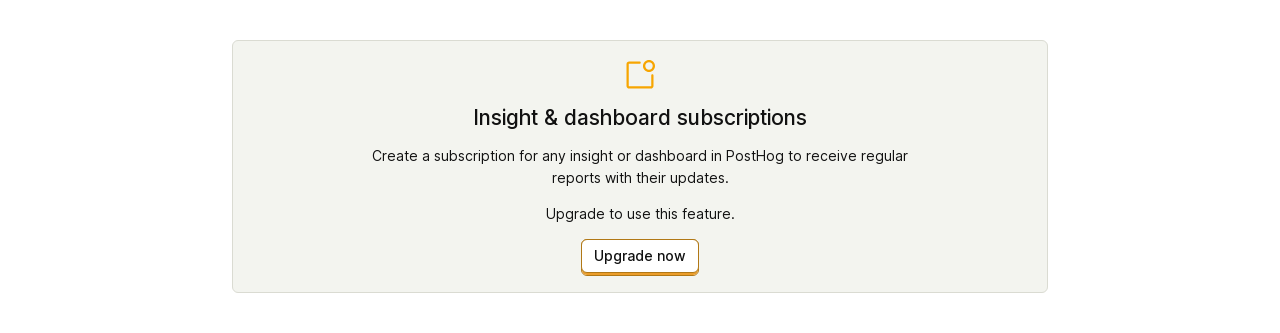 Insight & dashboard subscriptions
Create a subscription for any insight or dashboard in PostHog to receive regular
reports with their updates.
Upgrade to use this feature.
Upgrade now